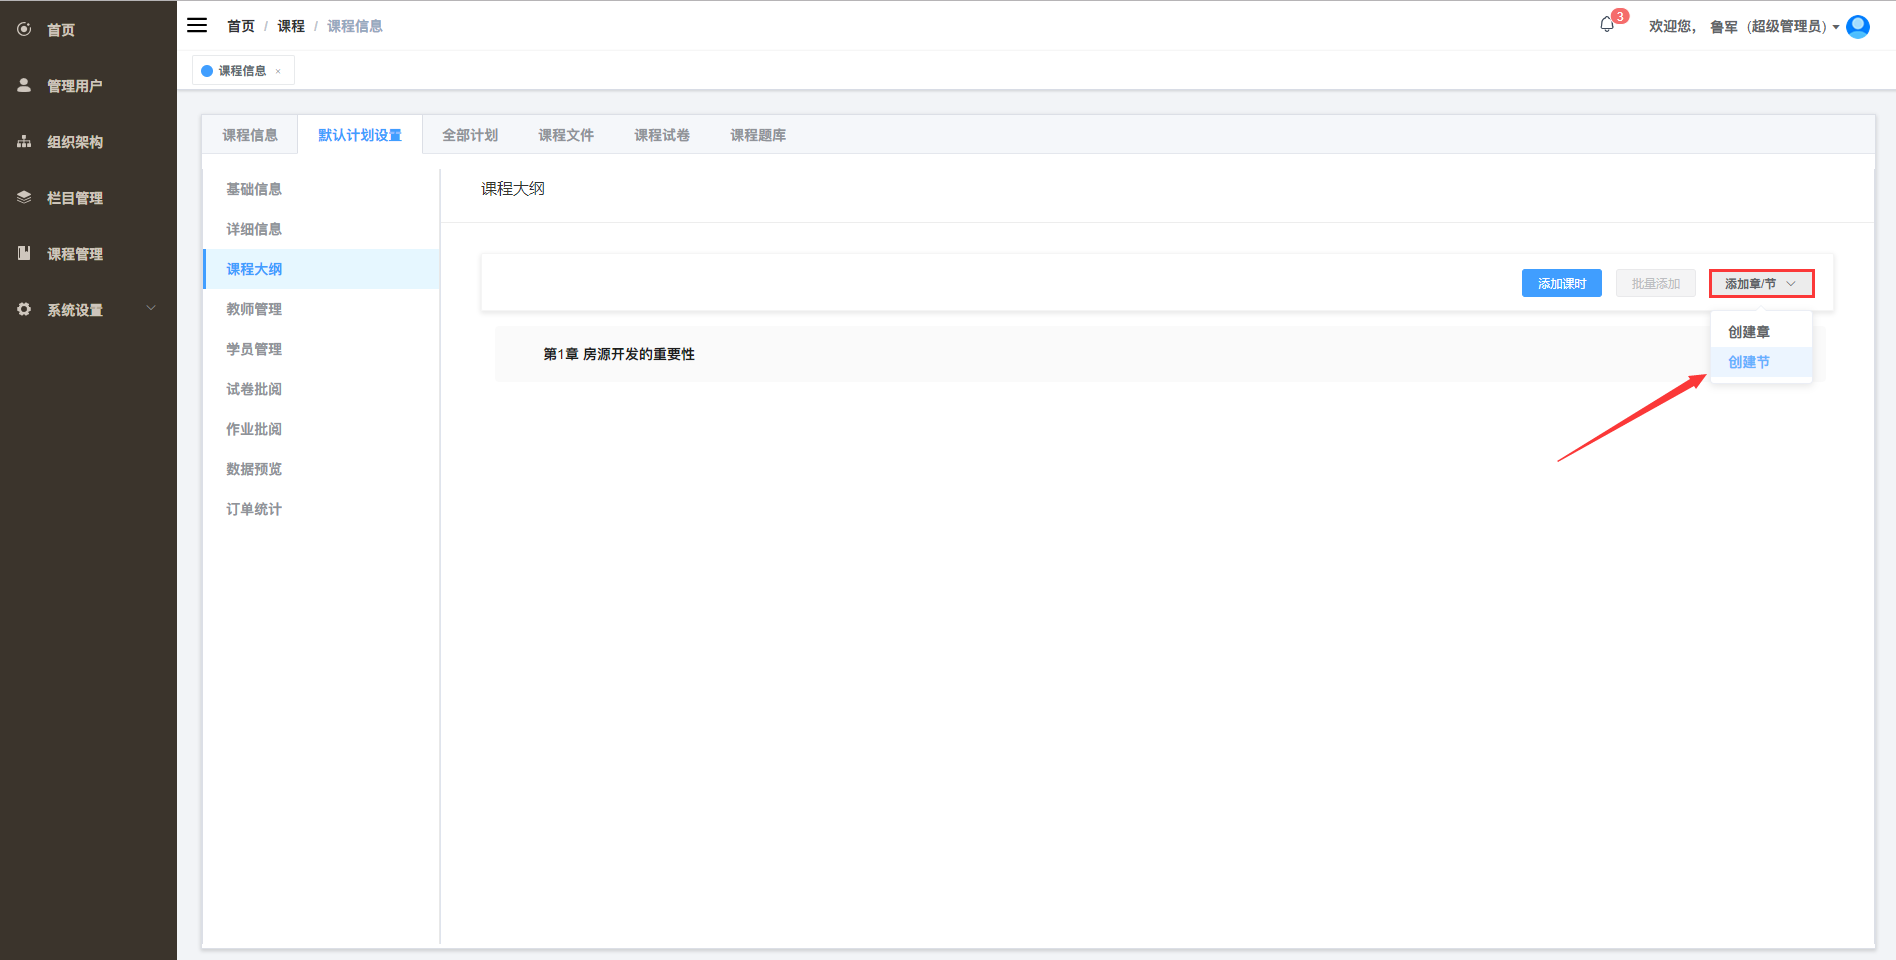 首页
管理用户
组织架构
栏目管理
课程管理
系统设置
首页 / 课程 / 课程信息
3
欢迎您， 鲁军 （超级管理员）
课程信息 ×
课程信息 默认计划设置 全部计划 课程文件 课程试卷 课程题库
基础信息
详细信息
课程大纲
教师管理
学员管理
试卷批阅
作业批阅
数据预览
订单统计
课程大纲
添加课时 批量添加 添加章/节
创建章
创建节
第1章 房源开发的重要性